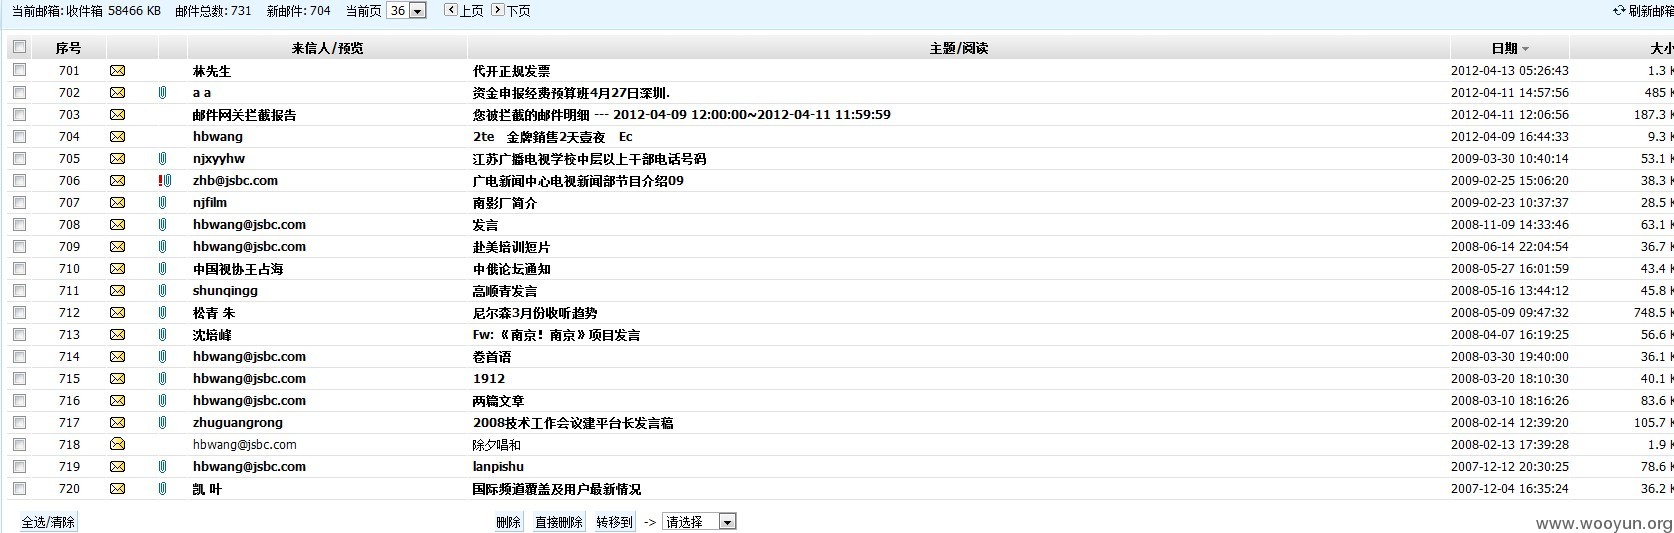 当前邮箱: 收件箱 58466 KB 邮件总数: 731 新邮件: 704 当前页 36 上页 下页 刷新邮箱
序号 来信人/预览 主题/阅读 日期 大小
701 林先生 代开正规发票 2012-04-13 05:26:43 1.3 K
702 a a 资金申报经费预算班4月27日深圳. 2012-04-11 14:57:56 485 K
703 邮件网关拦截报告 您被拦截的邮件明细 --- 2012-04-09 12:00:00~2012-04-11 11:59:59 2012-04-11 12:06:56 187.3 K
704 hbwang 2te 金牌銷售2天壹夜 Ec 2012-04-09 16:44:33 9.3 K
705 njxyyhw 江苏广播电视学校中层以上干部电话号码 2009-03-30 10:40:14 53.1 K
706 zhb@jsbc.com 广电新闻中心电视新闻部节目介绍09 2009-02-25 15:06:20 38.3 K
707 njfilm 南影厂简介 2009-02-23 10:37:37 28.5 K
708 hbwang@jsbc.com 发言 2008-11-09 14:33:46 63.1 K
709 hbwang@jsbc.com 赴美培训短片 2008-06-14 22:04:54 36.7 K
710 中国视协王占海 中俄论坛通知 2008-05-27 16:01:59 43.4 K
711 shunqingg 高顺青发言 2008-05-16 13:44:12 45.8 K
712 松青 朱 尼尔森3月份收听趋势 2008-05-09 09:47:32 748.5 K
713 沈培峰 Fw:《南京！南京》项目发言 2008-04-07 16:19:25 56.6 K
714 hbwang@jsbc.com 卷首语 2008-03-30 19:40:00 36.1 K
715 hbwang@jsbc.com 1912 2008-03-20 18:10:30 40.1 K
716 hbwang@jsbc.com 两篇文章 2008-03-10 18:16:26 83.6 K
717 zhuguangrong 2008技术工作会议建平台长发言稿 2008-02-14 12:39:20 105.7 K
718 hbwang@jsbc.com 除夕唱和 2008-02-13 17:39:28 1.9 K
719 hbwang@jsbc.com lanpishu 2007-12-12 20:30:25 78.6 K
720 凯 叶 国际频道覆盖及用户最新情况 2007-12-04 16:35:24 36.2 K
全选/清除 删除 直接删除 转移到 -> 请选择
www.wooyun.org